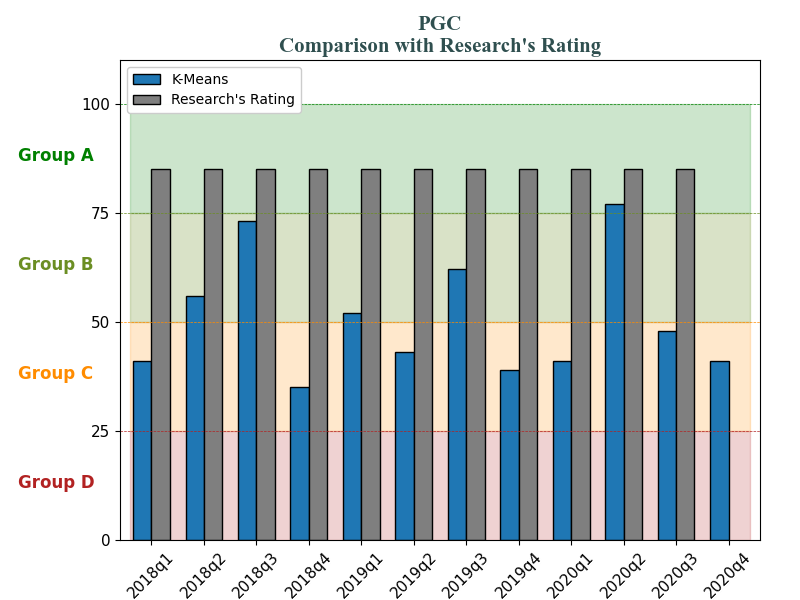 PGC
Comparison with Research's Rating
K-Means
Research's Rating
100
Group A
75
Group B
50
Group C
25
Group D
0
2018q1 2018q2 2018q3 2018q4 2019q1 2019q2 2019q3 2019q4 2020q1 2020q2 2020q3 2020q4